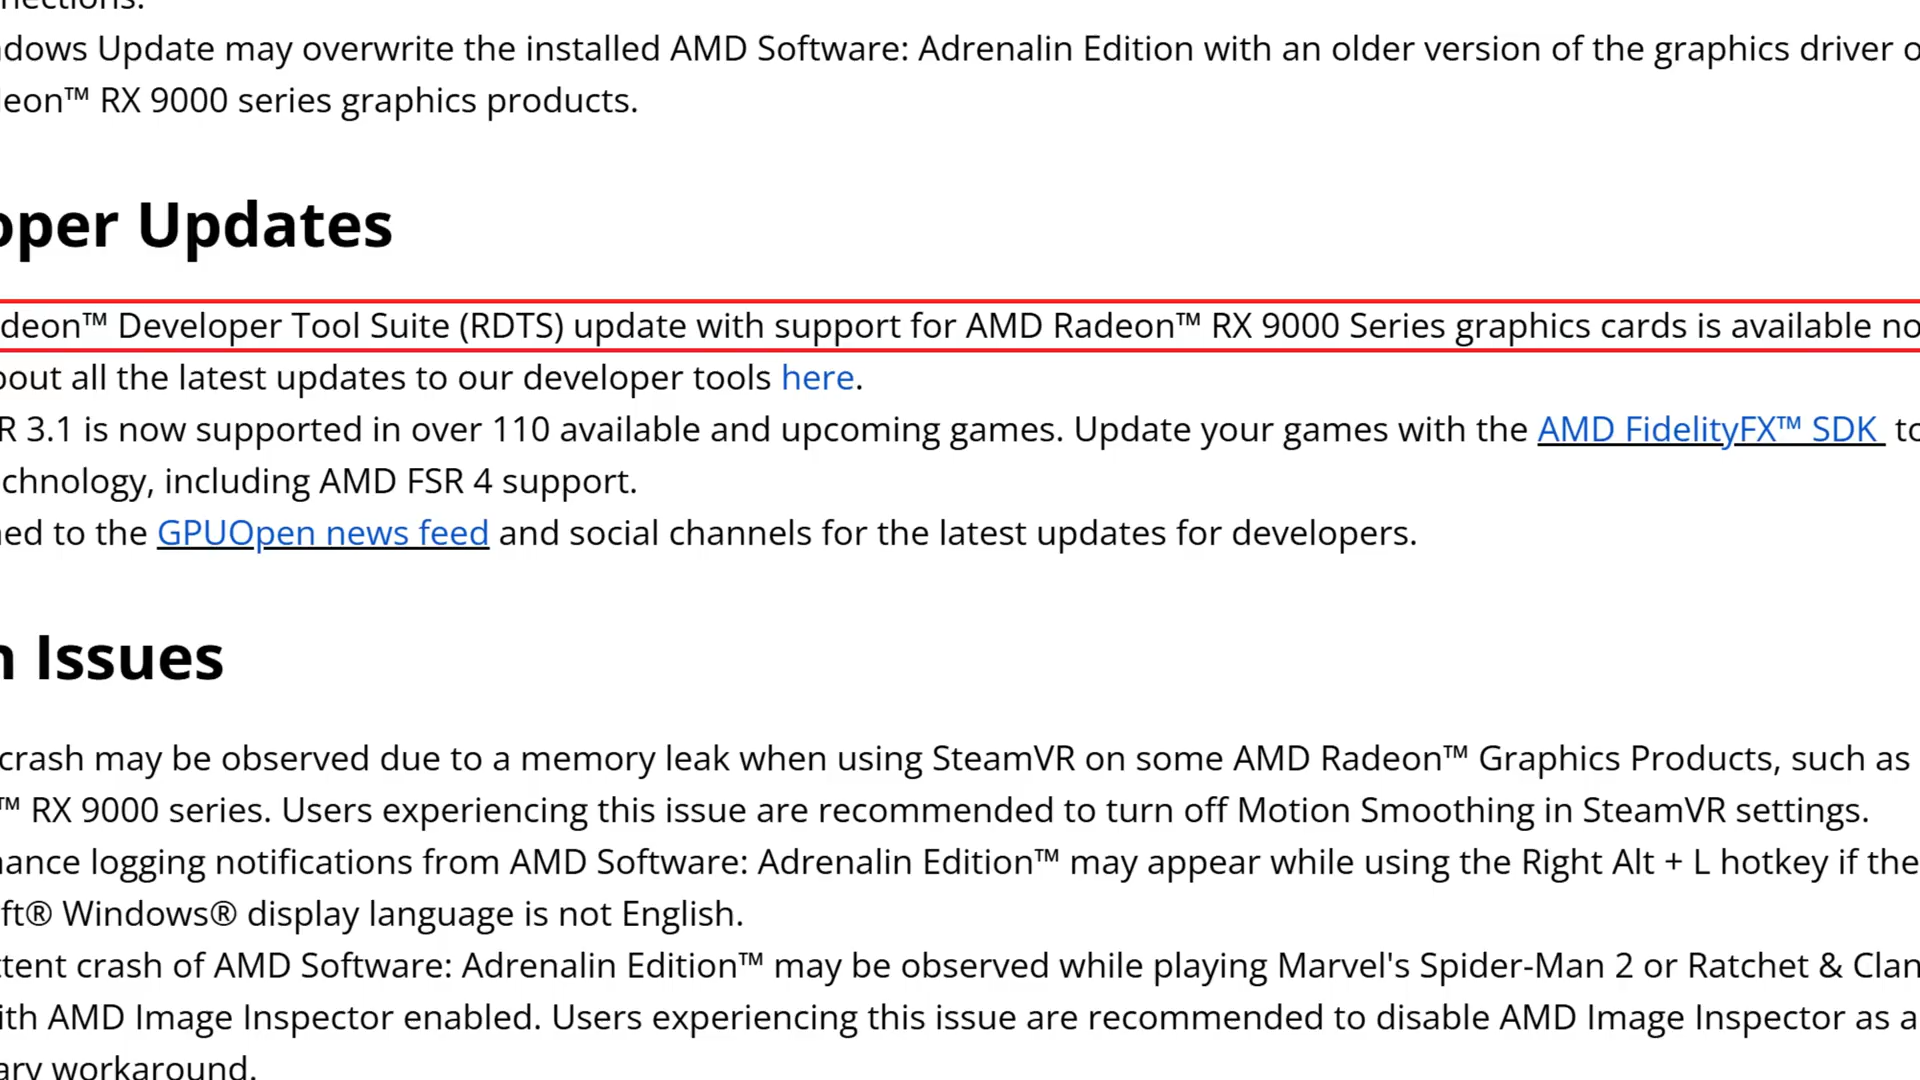 ndows Update may overwrite the installed AMD Software: Adrenalin Edition with an older version of the graphics driver o
eon™ RX 9000 series graphics products.
oper Updates
deon™ Developer Tool Suite (RDTS) update with support for AMD Radeon™ RX 9000 Series graphics cards is available no
bout all the latest updates to our developer tools here.
R 3.1 is now supported in over 110 available and upcoming games. Update your games with the AMD FidelityFX™ SDK to
chnology, including AMD FSR 4 support.
ned to the GPUOpen news feed and social channels for the latest updates for developers.
n Issues
crash may be observed due to a memory leak when using SteamVR on some AMD Radeon™ Graphics Products, such as
™ RX 9000 series. Users experiencing this issue are recommended to turn off Motion Smoothing in SteamVR settings.
nance logging notifications from AMD Software: Adrenalin Edition™ may appear while using the Right Alt + L hotkey if the
ft® Windows® display language is not English.
ttent crash of AMD Software: Adrenalin Edition™ may be observed while playing Marvel's Spider-Man 2 or Ratchet & Clan
ith AMD Image Inspector enabled. Users experiencing this issue are recommended to disable AMD Image Inspector as a
ary workaround.